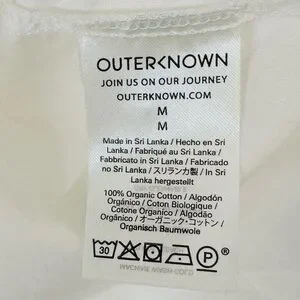 OUTERKNOWN
JOIN US ON OUR JOURNEY
OUTERKNOWN.COM
M
M
Made in Sri Lanka / Hecho en Sri
Lanka / Fabriqué au Sri Lanka /
Fabbricato in Sri Lanka / Fabricado
no Sri Lanka / スリランカ製 / In Sri
Lanka hergestellt
100% Organic Cotton / Algodón
Orgánico / Coton Biologique /
Cotone Organico / Algodão
Orgânico / オーガニック・コットン /
Organisch Baumwolle
30 P
MACHINE WASH COLD